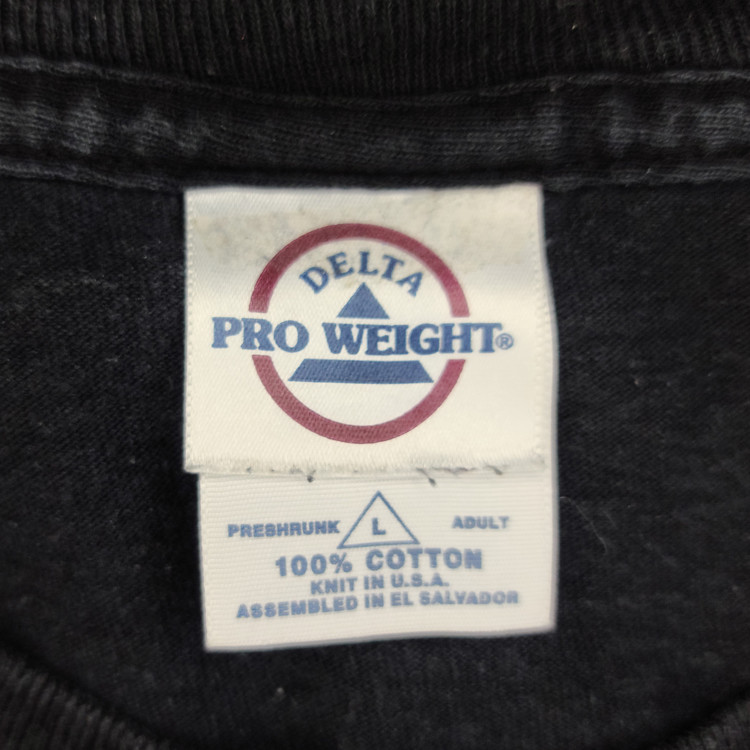 DELTA
PRO WEIGHT®
PRESHRUNK L ADULT
100% COTTON
KNIT IN U.S.A.
ASSEMBLED IN EL SALVADOR